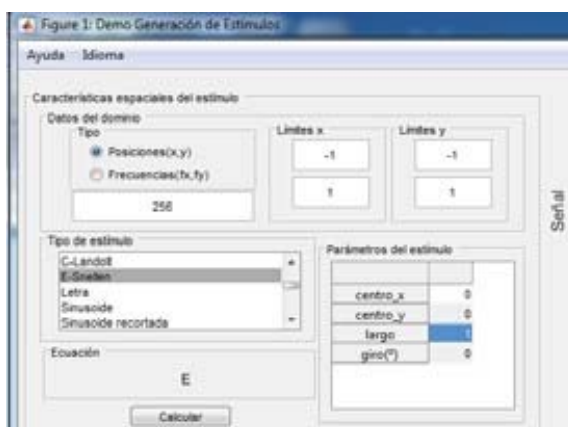 Figure 1: Demo Generación de Estímulos
Ayuda Idioma
Características espaciales del estímulo
Datos del dominio
Tipo
Posiciones(x,y)
Frecuencias(fx,fy)
256
Límites x
-1
1
Límites y
-1
1
Señal
Tipo de estímulo
C-Landolt
E-Snellen
Letra
Sinusoide
Sinusoide recortada
Parámetros del estímulo
centro_x 0
centro_y 0
largo 1
giro(º) 0
Ecuación
E
Calcular